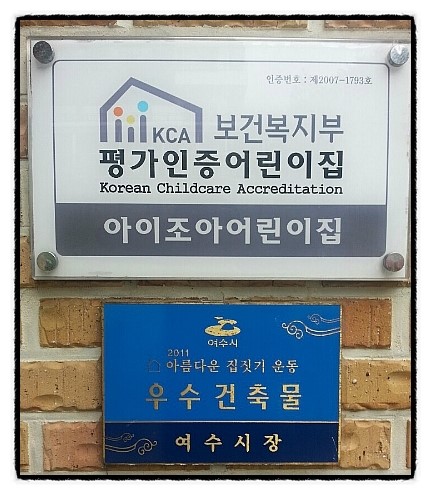 인증번호 : 제2007-1793호
KCA 보건복지부
평가인증어린이집
Korean Childcare Accreditation
아이조아어린이집
여수시
2011
아름다운 집짓기 운동
우수건축물
여수시장